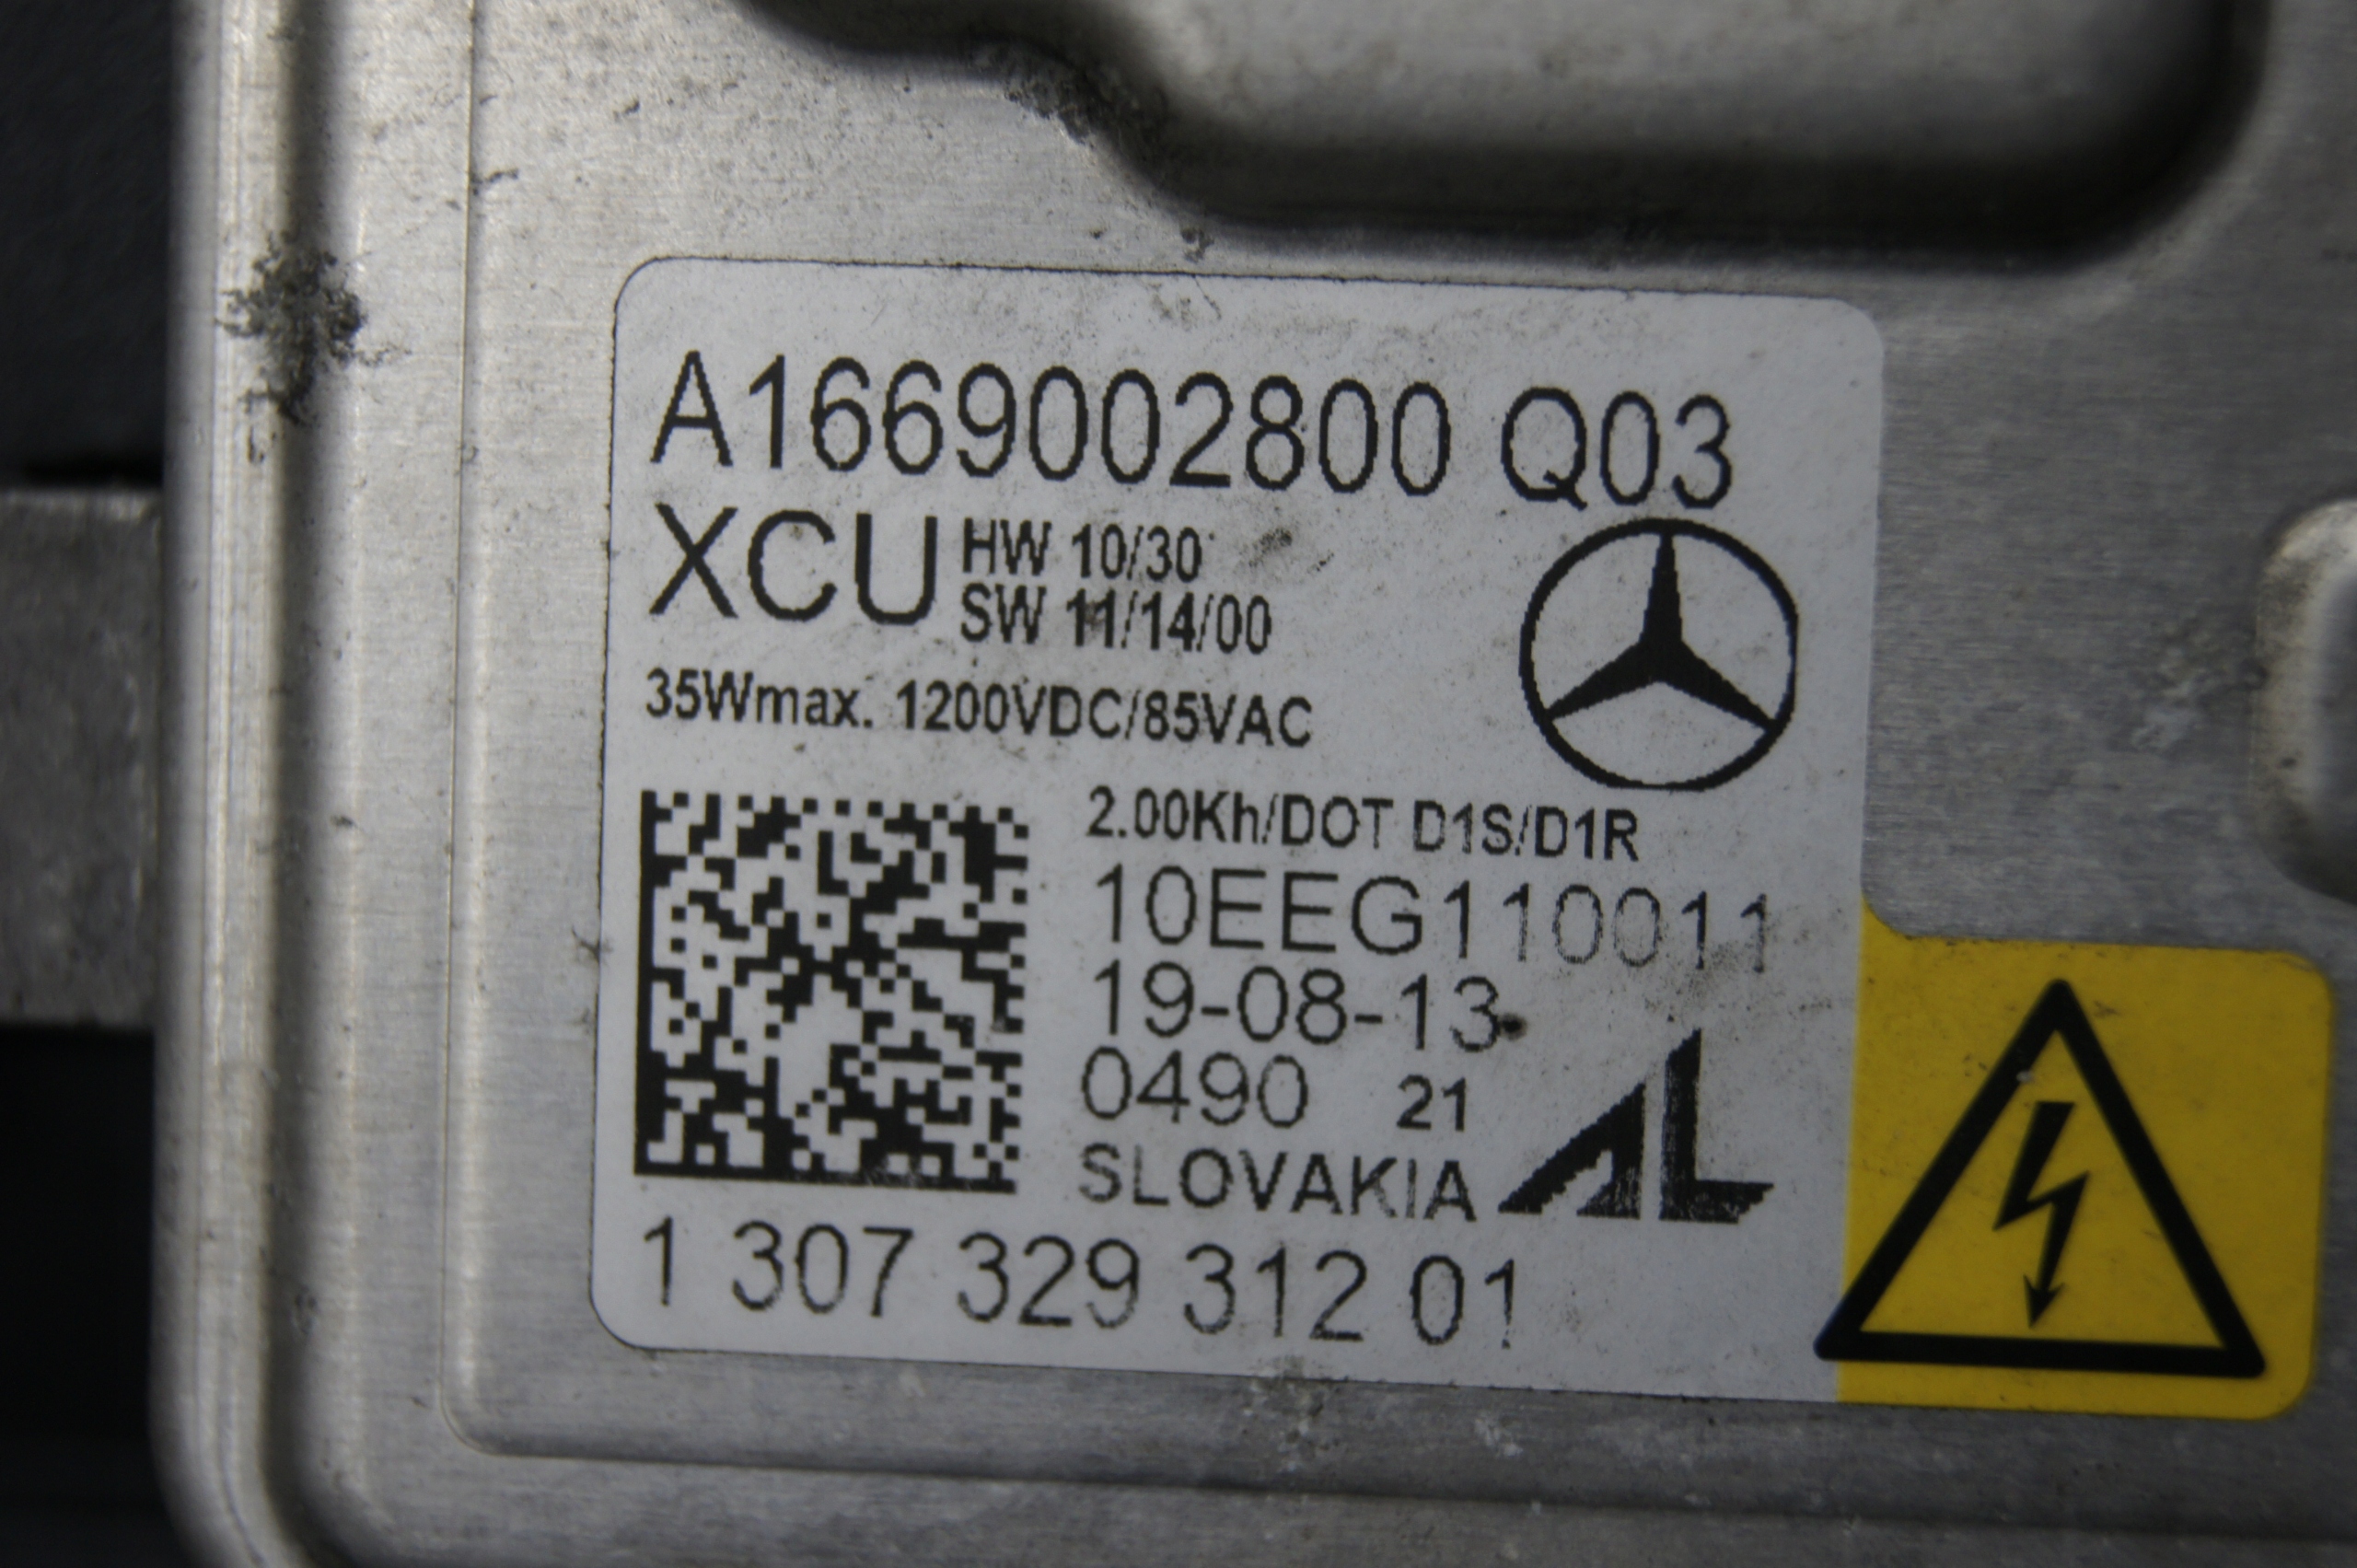 A1669002800 Q03
XCU HW 10/30
SW 11/14/00
35Wmax. 1200VDC/85VAC
2.00Kh/DOT D1S/D1R
10EEG110011
19-08-13
0490 21
SLOVAKIA AL
1 307 329 312 01